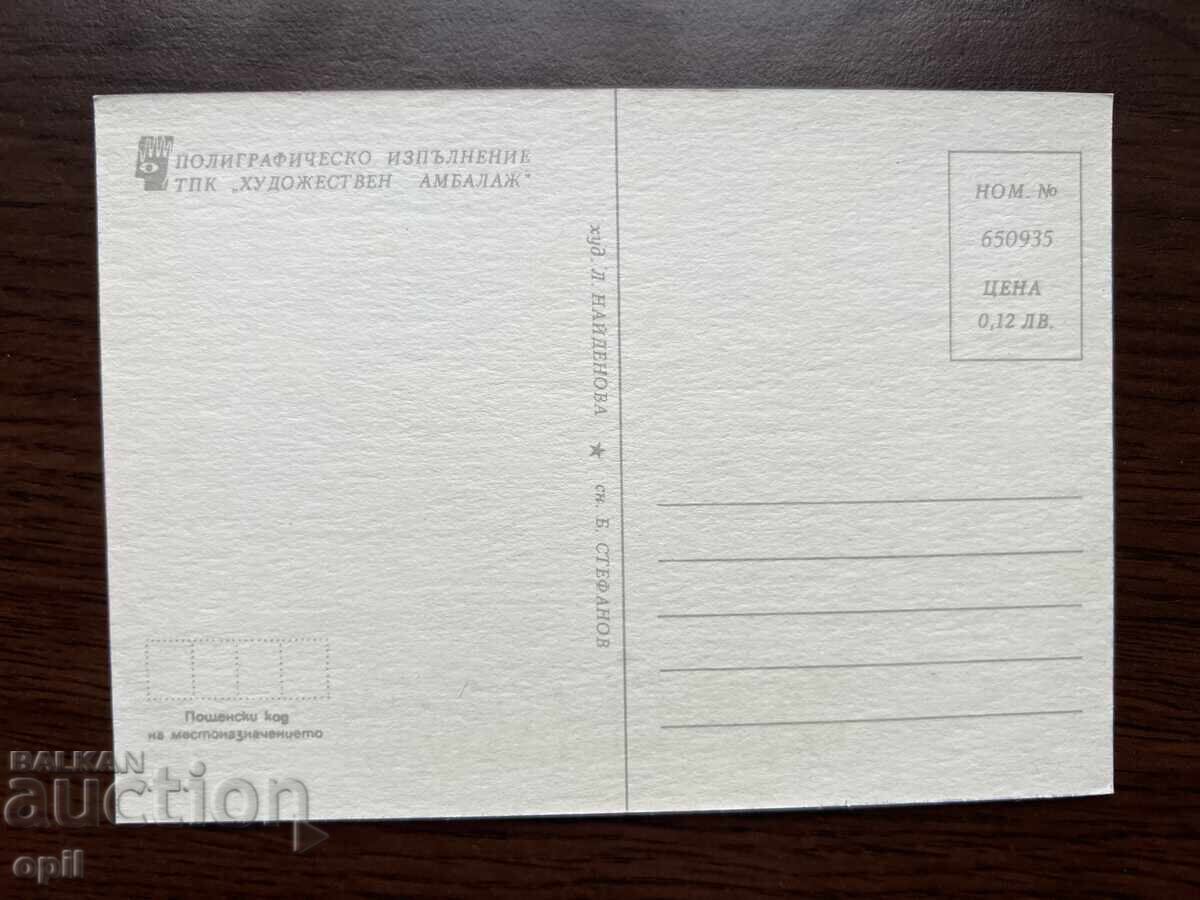 ПОЛИГРАФИЧЕСКО ИЗПЪЛНЕНИЕ
ТПК „ХУДОЖЕСТВЕН АМБАЛАЖ"
худ. Л НАЙДЕНОВА ★ сн. Б. СТЕФАНОВ
НОМ. №
650935
ЦЕНА
0,12 ЛВ.
Пощенски код
на местоназначението
BALKAN
auction
opil